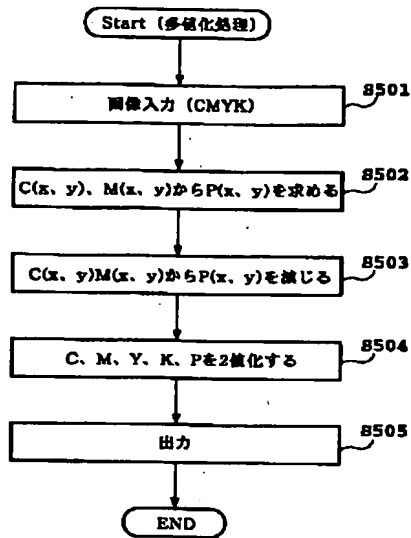 Start (多値化処理)
画像入力 (CMYK)
8501
C(x、y)、M(x、y)からP(x、y)を求める
8502
C(x、y)M(x、y)からP(x、y)を減じる
8503
C、M、Y、K、Pを2値化する
8504
出力
8505
END